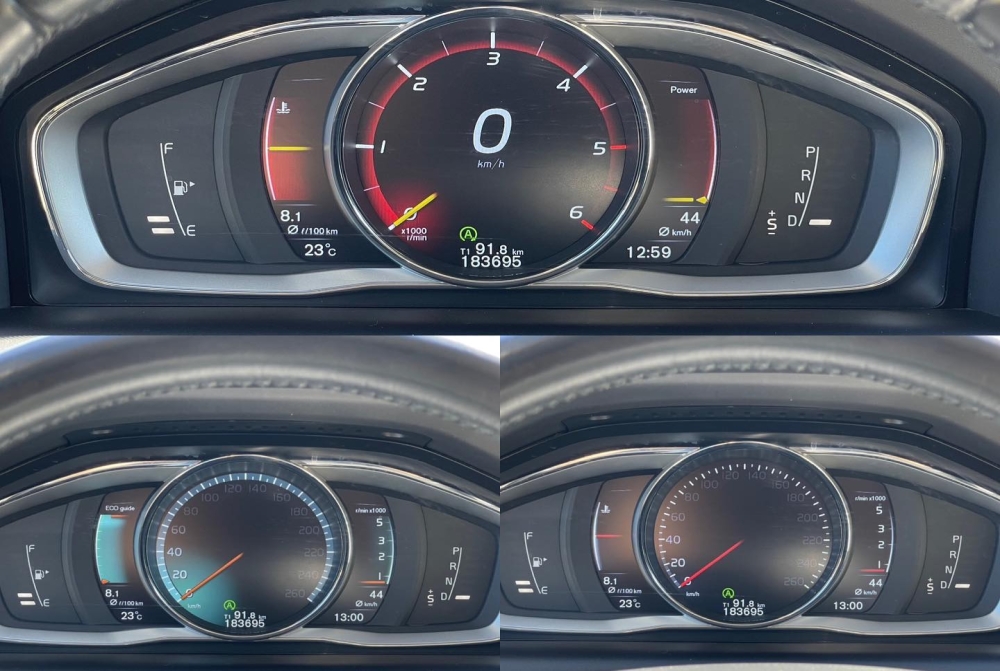 3
2 4
Power
F
0
km/h
1 5
P
R
N
D
+
S
E
8.1
Ø ℓ/100 km
23°C
0
x1000
r/min
6
A
T1 91.8 km
183695
44
Ø km/h
12:59
ECO guide
F
E
8.1
Ø ℓ/100 km
23°C
0 20 40 60 80 100 120 140 160 180 200 220 240 260
km/h
A
T1 91.8 km
183695
r/min x1000
5
3
2
1
44
Ø km/h
13:00
P
R
N
D
+
S
F
E
8.1
Ø ℓ/100 km
23°C
0 20 40 60 80 100 120 140 160 180 200 220 240 260
km/h
A
T1 91.8 km
183695
r/min x1000
5
3
2
1
44
Ø km/h
13:00
P
R
N
D
+
S